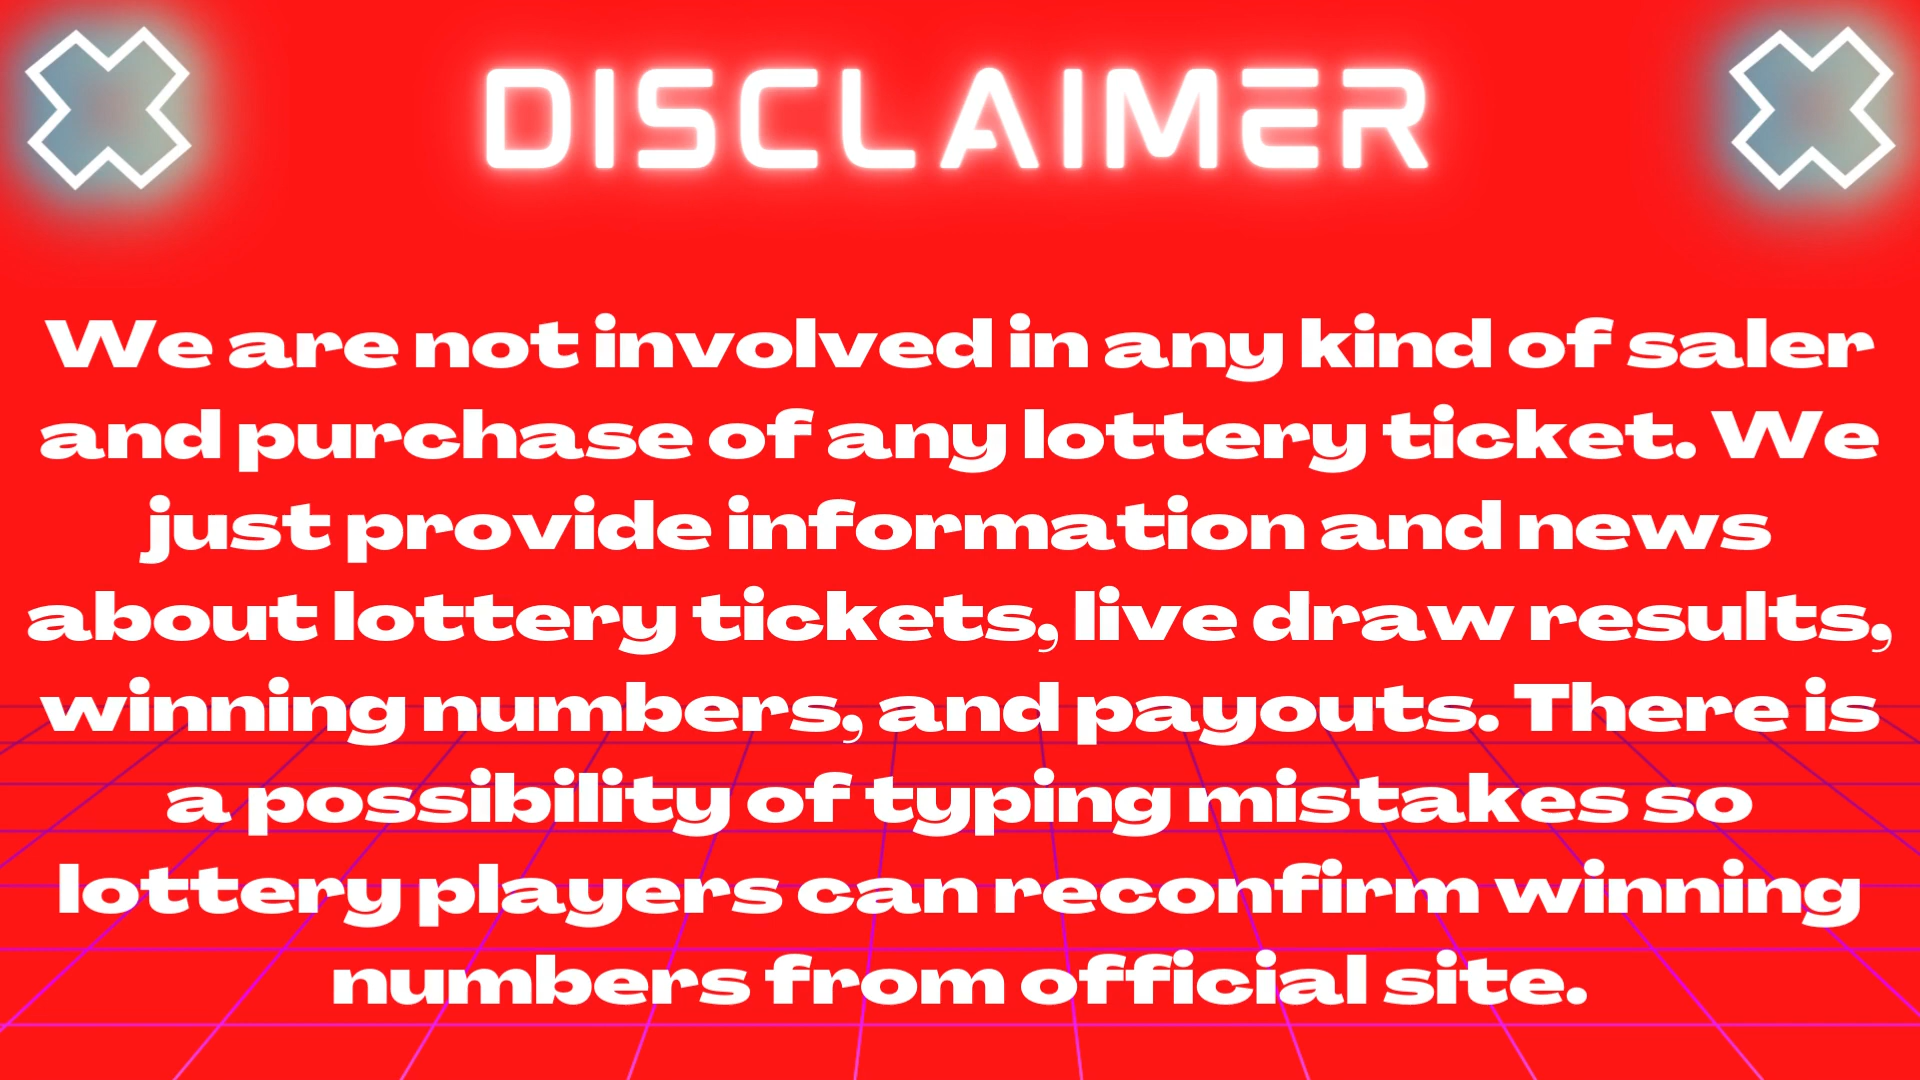 DISCLAIMER
We are not involved in any kind of saler
and purchase of any lottery ticket. We
just provide information and news
about lottery tickets, live draw results,
winning numbers, and payouts. There is
a possibility of typing mistakes so
lottery players can reconfirm winning
numbers from official site.